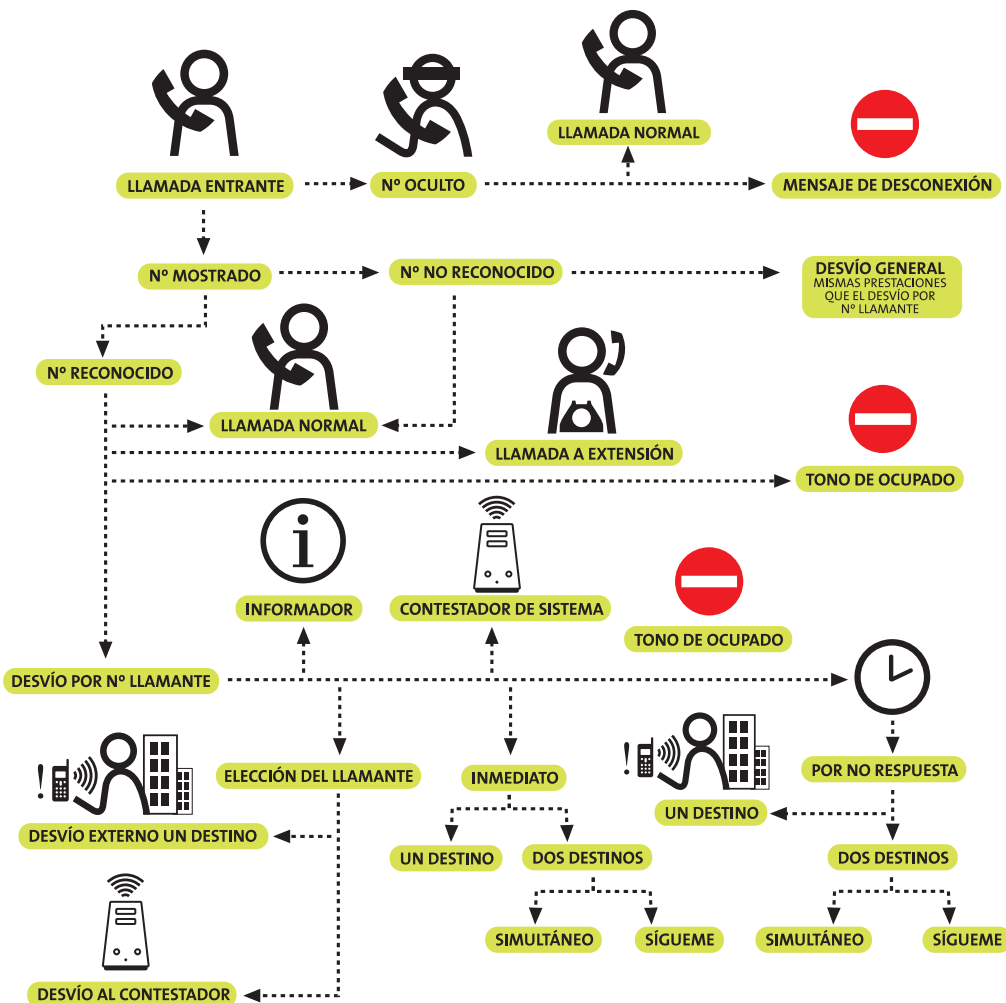 LLAMADA NORMAL
LLAMADA ENTRANTE
Nº OCULTO
MENSAJE DE DESCONEXIÓN
Nº MOSTRADO
Nº NO RECONOCIDO
DESVÍO GENERAL
MISMAS PRESTACIONES
QUE EL DESVÍO POR
Nº LLAMANTE
Nº RECONOCIDO
LLAMADA NORMAL
LLAMADA A EXTENSIÓN
TONO DE OCUPADO
INFORMADOR
CONTESTADOR DE SISTEMA
TONO DE OCUPADO
DESVÍO POR Nº LLAMANTE
ELECCIÓN DEL LLAMANTE
INMEDIATO
POR NO RESPUESTA
UN DESTINO
DESVÍO EXTERNO UN DESTINO
UN DESTINO
DOS DESTINOS
DOS DESTINOS
SIMULTÁNEO
SÍGUEME
SIMULTÁNEO
SÍGUEME
DESVÍO AL CONTESTADOR